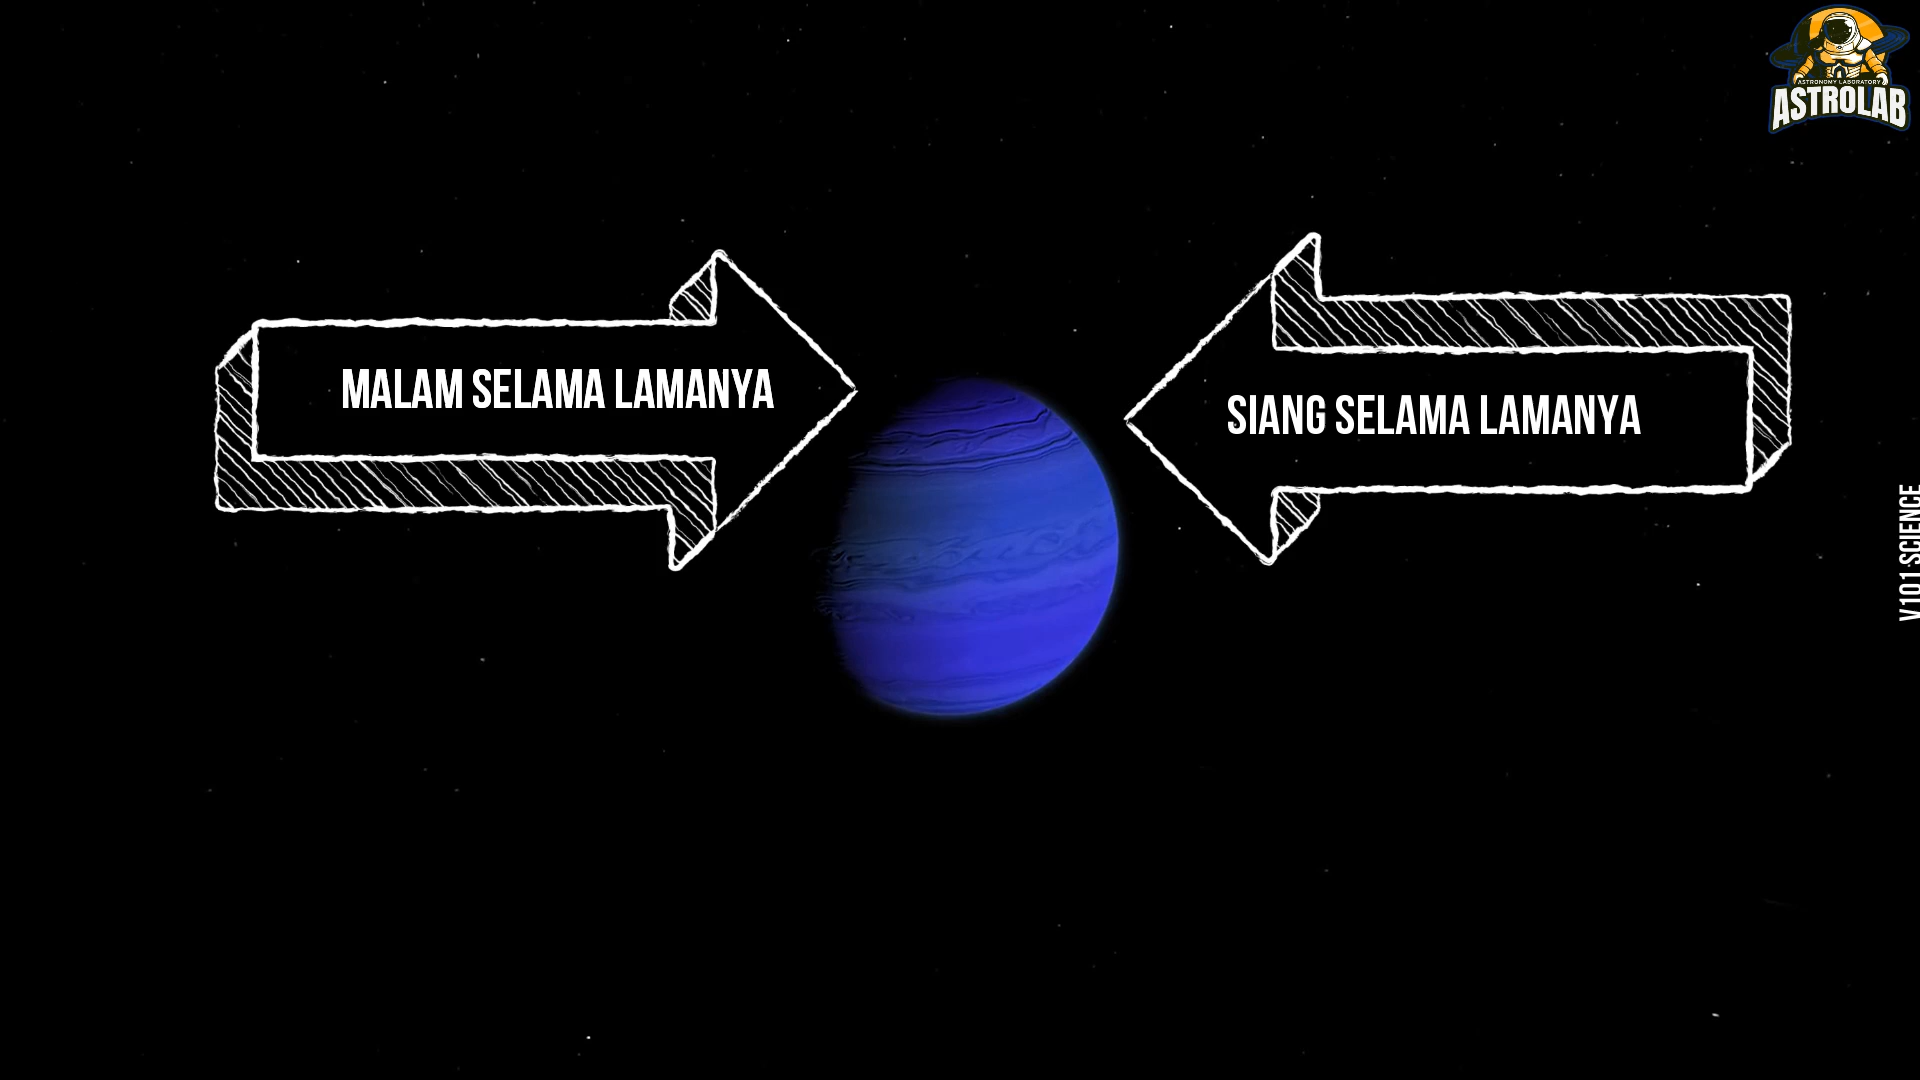 ASTRONOMY LABORATORY
ASTROLAB
MALAM SELAMA LAMANYA
SIANG SELAMA LAMANYA
V101 SCIENCE